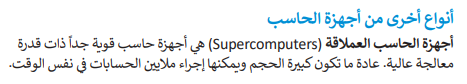 أنواع أخرى من أجهزة الحاسب
أجهزة الحاسب العملاقة (Supercomputers) هي أجهزة حاسب قوية جداً ذات قدرة
معالجة عالية. عادة ما تكون كبيرة الحجم ويمكنها إجراء ملايين الحسابات في نفس الوقت.